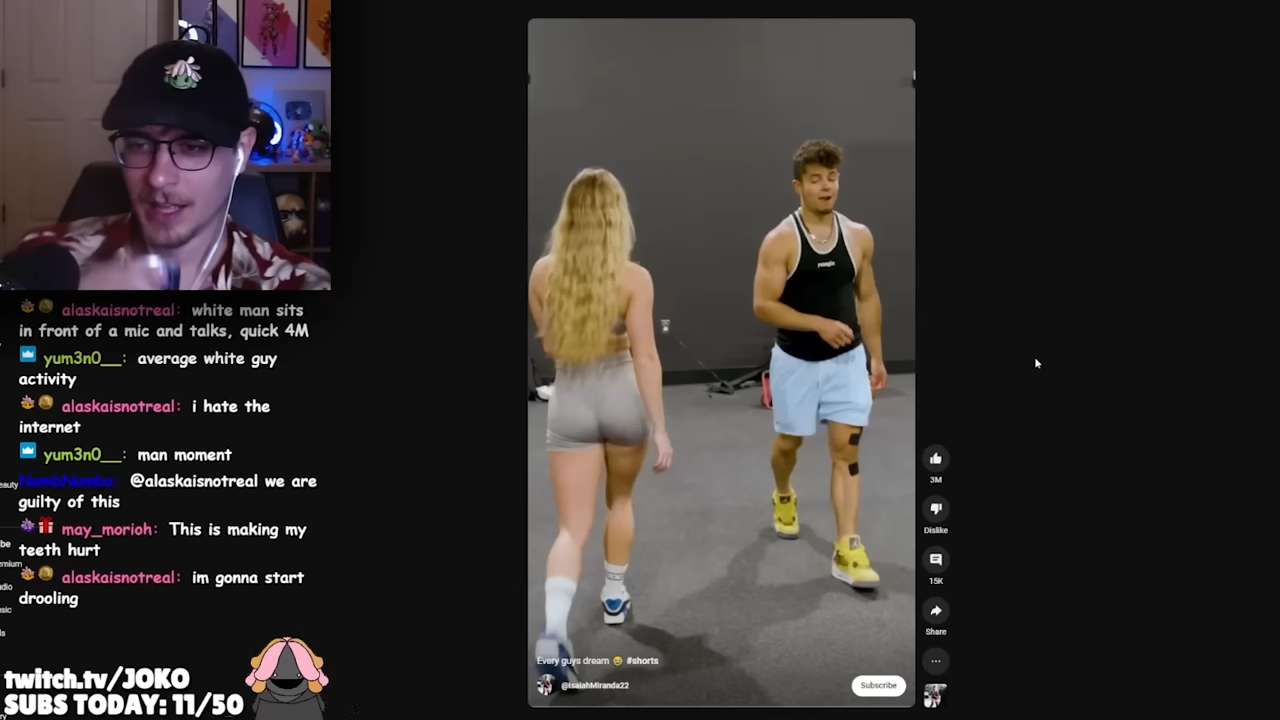 alaskaisnotreal: white man sits
in front of a mic and talks, quick 4M
yum3n0__: average white guy
activity
alaskaisnotreal: i hate the
internet
yum3n0__: man moment
NumbNumbo: @alaskaisnotreal we are
guilty of this
may_morioh: This is making my
teeth hurt
alaskaisnotreal: im gonna start
drooling
twitch.tv/JOKO
SUBS TODAY: 11/50
Every guys dream 😭 #shorts
@IsaiahMiranda22
Subscribe
3M
Dislike
15K
Share
...